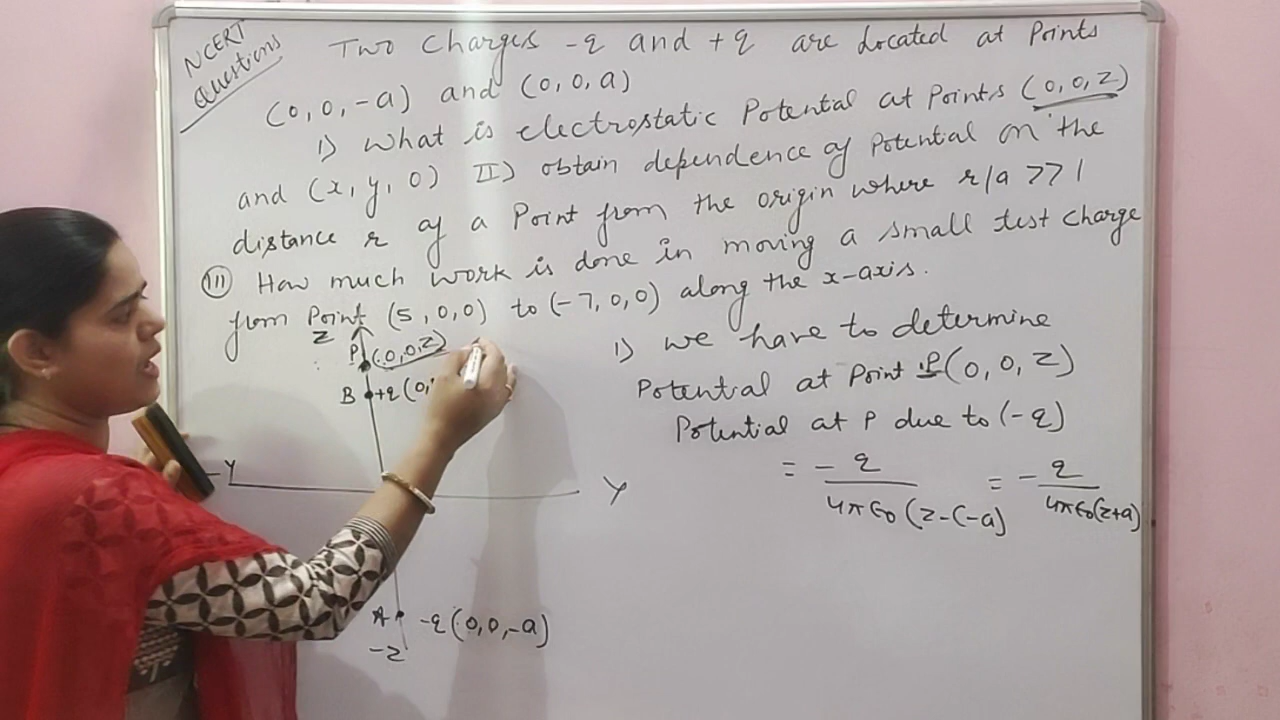 NCERT
Questions
Two charges -q and +q are located at points
(0, 0, -a) and (0, 0, a)
1) What is electrostatic Potential at Points (0, 0, z)
and (x, y, 0) II) obtain dependence of Potential on the
distance r of a Point from the origin where r/a >> 1
(III) How much work is done in moving a small test charge
from Point (5, 0, 0) to (-7, 0, 0) along the x-axis.
Z
P (0,0,Z)
B +q (0,
-Y
Y
A -q (0, 0, -a)
-Z
1) we have to determine
Potential at Point P(0, 0, Z)
Potential at P due to (-q)
= -q / 4πε0 (z-(-a) = -q / 4πε0(z+a)